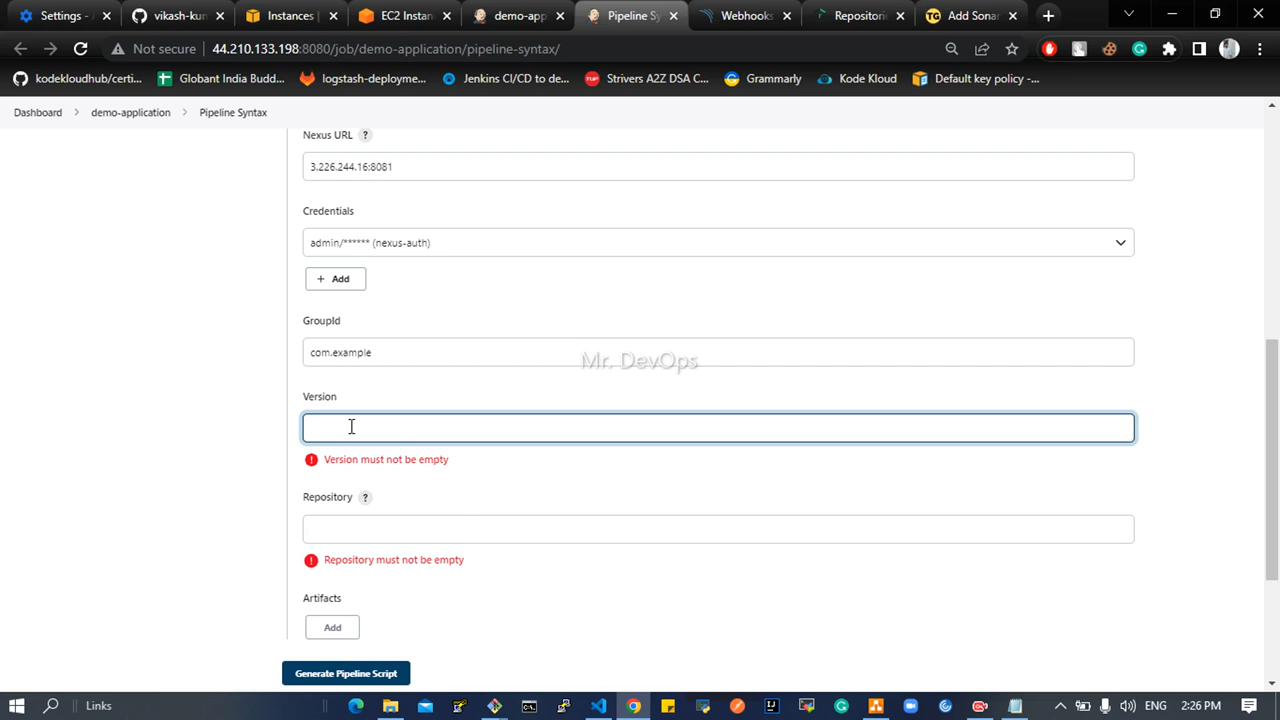 Settings -
vikash-kun
Instances |
EC2 Instan
demo-app
Pipeline Sy
Webhooks
Repositorie
Add Sonar
Not secure
44.210.133.198:8080/job/demo-application/pipeline-syntax/
kodekloudhub/certi...
Globant India Budd...
logstash-deployme...
Jenkins CI/CD to de...
Strivers A2Z DSA C...
Grammarly
Kode Kloud
Default key policy -...
Dashboard > demo-application > Pipeline Syntax
Nexus URL ?
3.226.244.16:8081
Credentials
admin/****** (nexus-auth)
+ Add
GroupId
com.example
Mr. DevOps
Version
! Version must not be empty
Repository ?
! Repository must not be empty
Artifacts
Add
Generate Pipeline Script
Links
ENG
2:26 PM